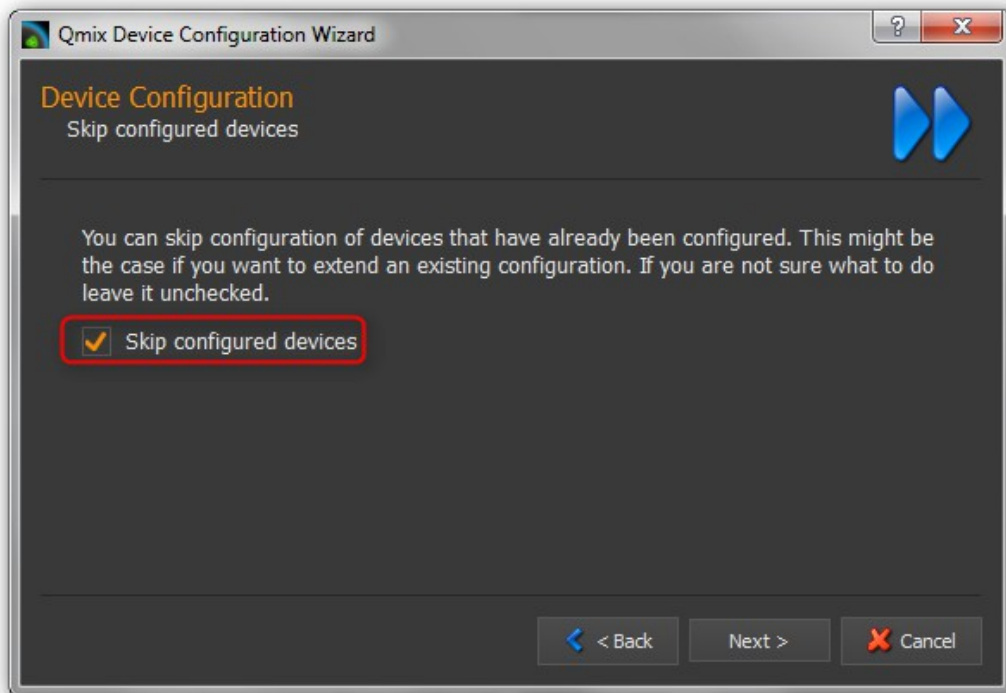 Qmix Device Configuration Wizard
?
X
Device Configuration
Skip configured devices
You can skip configuration of devices that have already been configured. This might be
the case if you want to extend an existing configuration. If you are not sure what to do
leave it unchecked.
Skip configured devices
< Back Next > Cancel